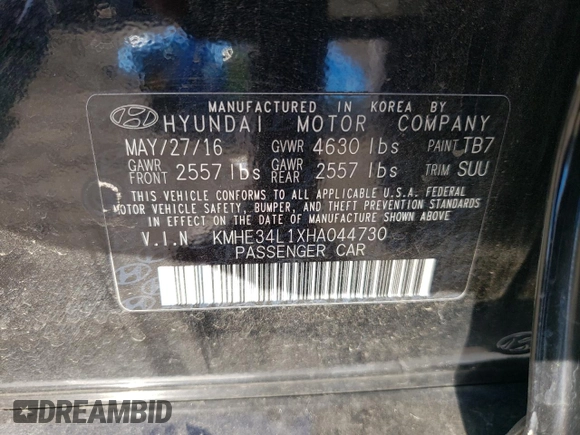 MANUFACTURED IN KOREA BY
HYUNDAI MOTOR COMPANY
MAY/27/16 GVWR 4630 lbs PAINT TB7
GAWR FRONT 2557 lbs GAWR REAR 2557 lbs TRIM SUU
THIS VEHICLE CONFORMS TO ALL APPLICABLE U.S.A. FEDERAL
MOTOR VEHICLE SAFETY, BUMPER, AND THEFT PREVENTION STANDARDS
IN EFFECT ON THE DATE OF MANUFACTURE SHOWN ABOVE
V.I.N. KMHE34L1XHA044730
PASSENGER CAR
DREAMBID